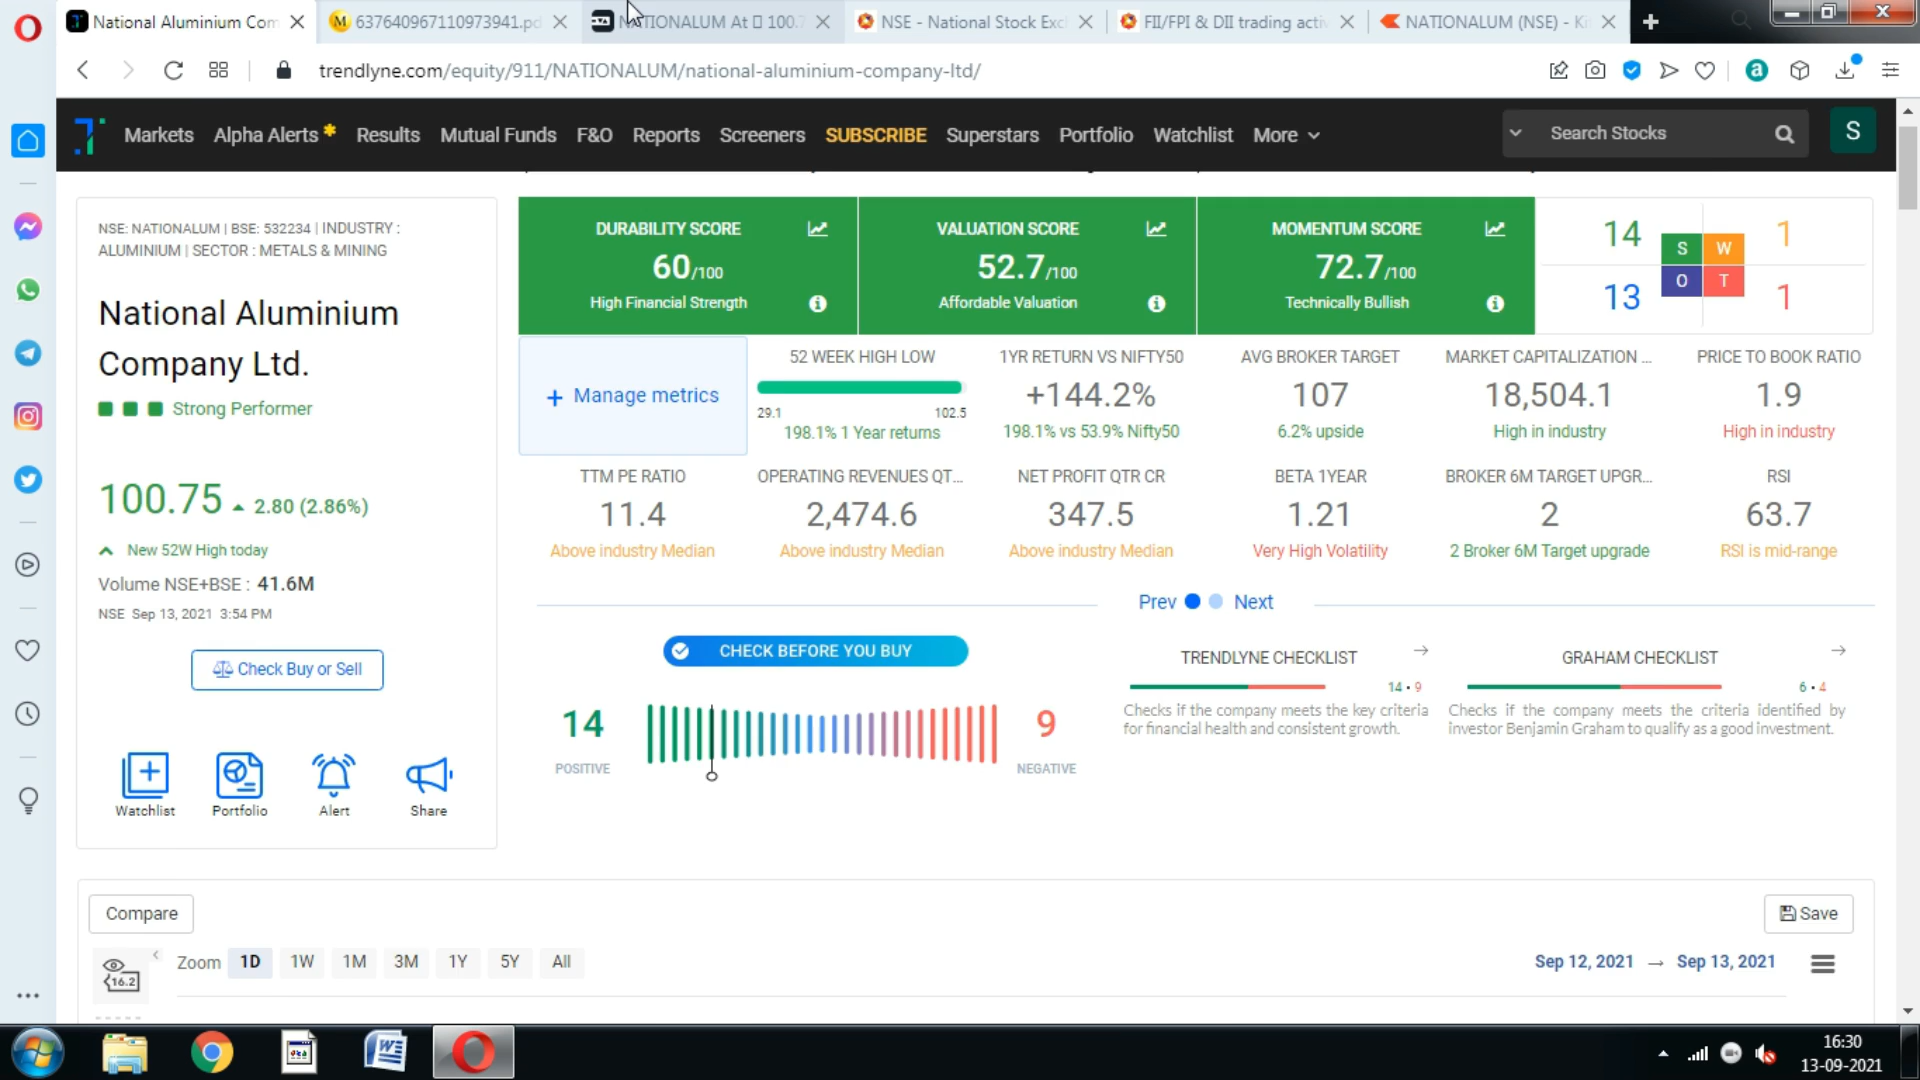 National Aluminium Com
637640967110973941.pd
NATIONALUM At
100.7
NSE - National Stock Exc
FII/FPI & DII trading activ
NATIONALUM (NSE) - Ki
trendlyne.com/equity/911/NATIONALUM/national-aluminium-company-ltd/
Markets Alpha Alerts Results Mutual Funds F&O Reports Screeners SUBSCRIBE Superstars Portfolio Watchlist More
Search Stocks
S
NSE: NATIONALUM | BSE: 532234 | INDUSTRY :
ALUMINIUM | SECTOR : METALS & MINING
National Aluminium
Company Ltd.
Strong Performer
100.75 2.80 (2.86%)
New 52W High today
Volume NSE+BSE : 41.6M
NSE Sep 13, 2021 3:54 PM
Check Buy or Sell
Watchlist Portfolio Alert Share
DURABILITY SCORE
60/100
High Financial Strength
VALUATION SCORE
52.7/100
Affordable Valuation
MOMENTUM SCORE
72.7/100
Technically Bullish
14 S W 1
13 O T 1
+ Manage metrics
52 WEEK HIGH LOW
29.1 102.5
198.1% 1 Year returns
1YR RETURN VS NIFTY50
+144.2%
198.1% vs 53.9% Nifty50
AVG BROKER TARGET
107
6.2% upside
MARKET CAPITALIZATION ...
18,504.1
High in industry
PRICE TO BOOK RATIO
1.9
High in industry
TTM PE RATIO
11.4
Above industry Median
OPERATING REVENUES QT...
2,474.6
Above industry Median
NET PROFIT QTR CR
347.5
Above industry Median
BETA 1YEAR
1.21
Very High Volatility
BROKER 6M TARGET UPGR...
2
2 Broker 6M Target upgrade
RSI
63.7
RSI is mid-range
Prev Next
CHECK BEFORE YOU BUY
14
POSITIVE
9
NEGATIVE
TRENDLYNE CHECKLIST
14 • 9
Checks if the company meets the key criteria
for financial health and consistent growth.
GRAHAM CHECKLIST
6 • 4
Checks if the company meets the criteria identified by
investor Benjamin Graham to qualify as a good investment.
Compare
Save
16.2
Zoom 1D 1W 1M 3M 1Y 5Y All
Sep 12, 2021 → Sep 13, 2021
16:30
13-09-2021